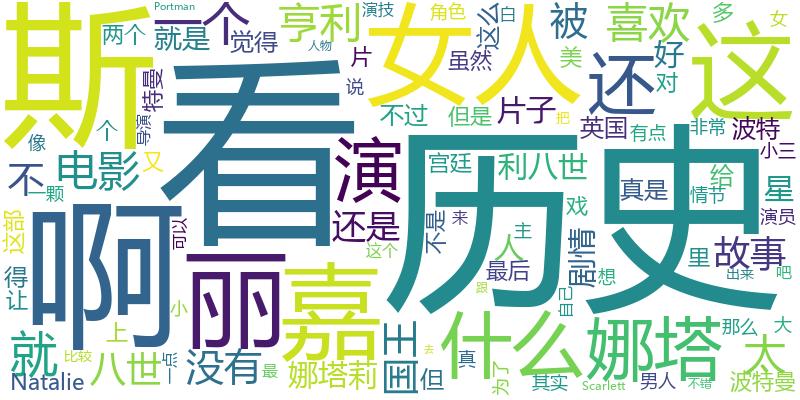 Portman
演技
角色
白
多
女
斯
一个
两个
就是
亨利
觉得
片
人物
说
虽然
这么
被
美
喜欢
好
对
女人
还
这
看
特曼
导演
像
个
不过
但是
片子
英国
有点
非常
把
波特
小三
不
电影
又
一颗
演
宫廷
利八世
真是
给
情节
星
演员
历史
这部
可以
啊
丽
还是
不是
来
戏
主
人
里
故事
得
让
嘉
这个
最后
剧情
想
自己
出来
吧
上
小
王
国
什么
娜塔
那么
大
太
就
比较
八世
一点
没有
最
娜塔莉
但
真
跟
去
为了
其实
Scarlett
男人
不错
波特曼
Natalie